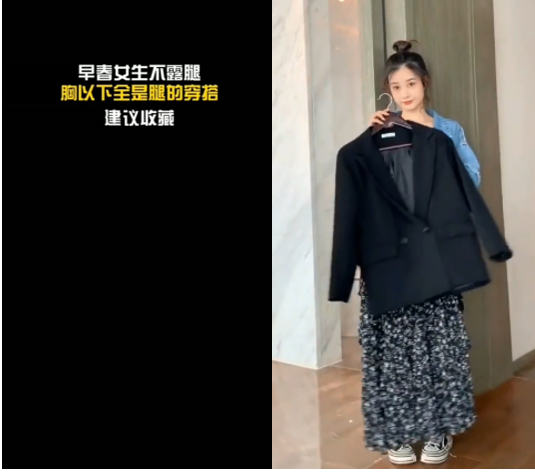 早春女生不露腿
胸以下全是腿的穿搭
建议收藏